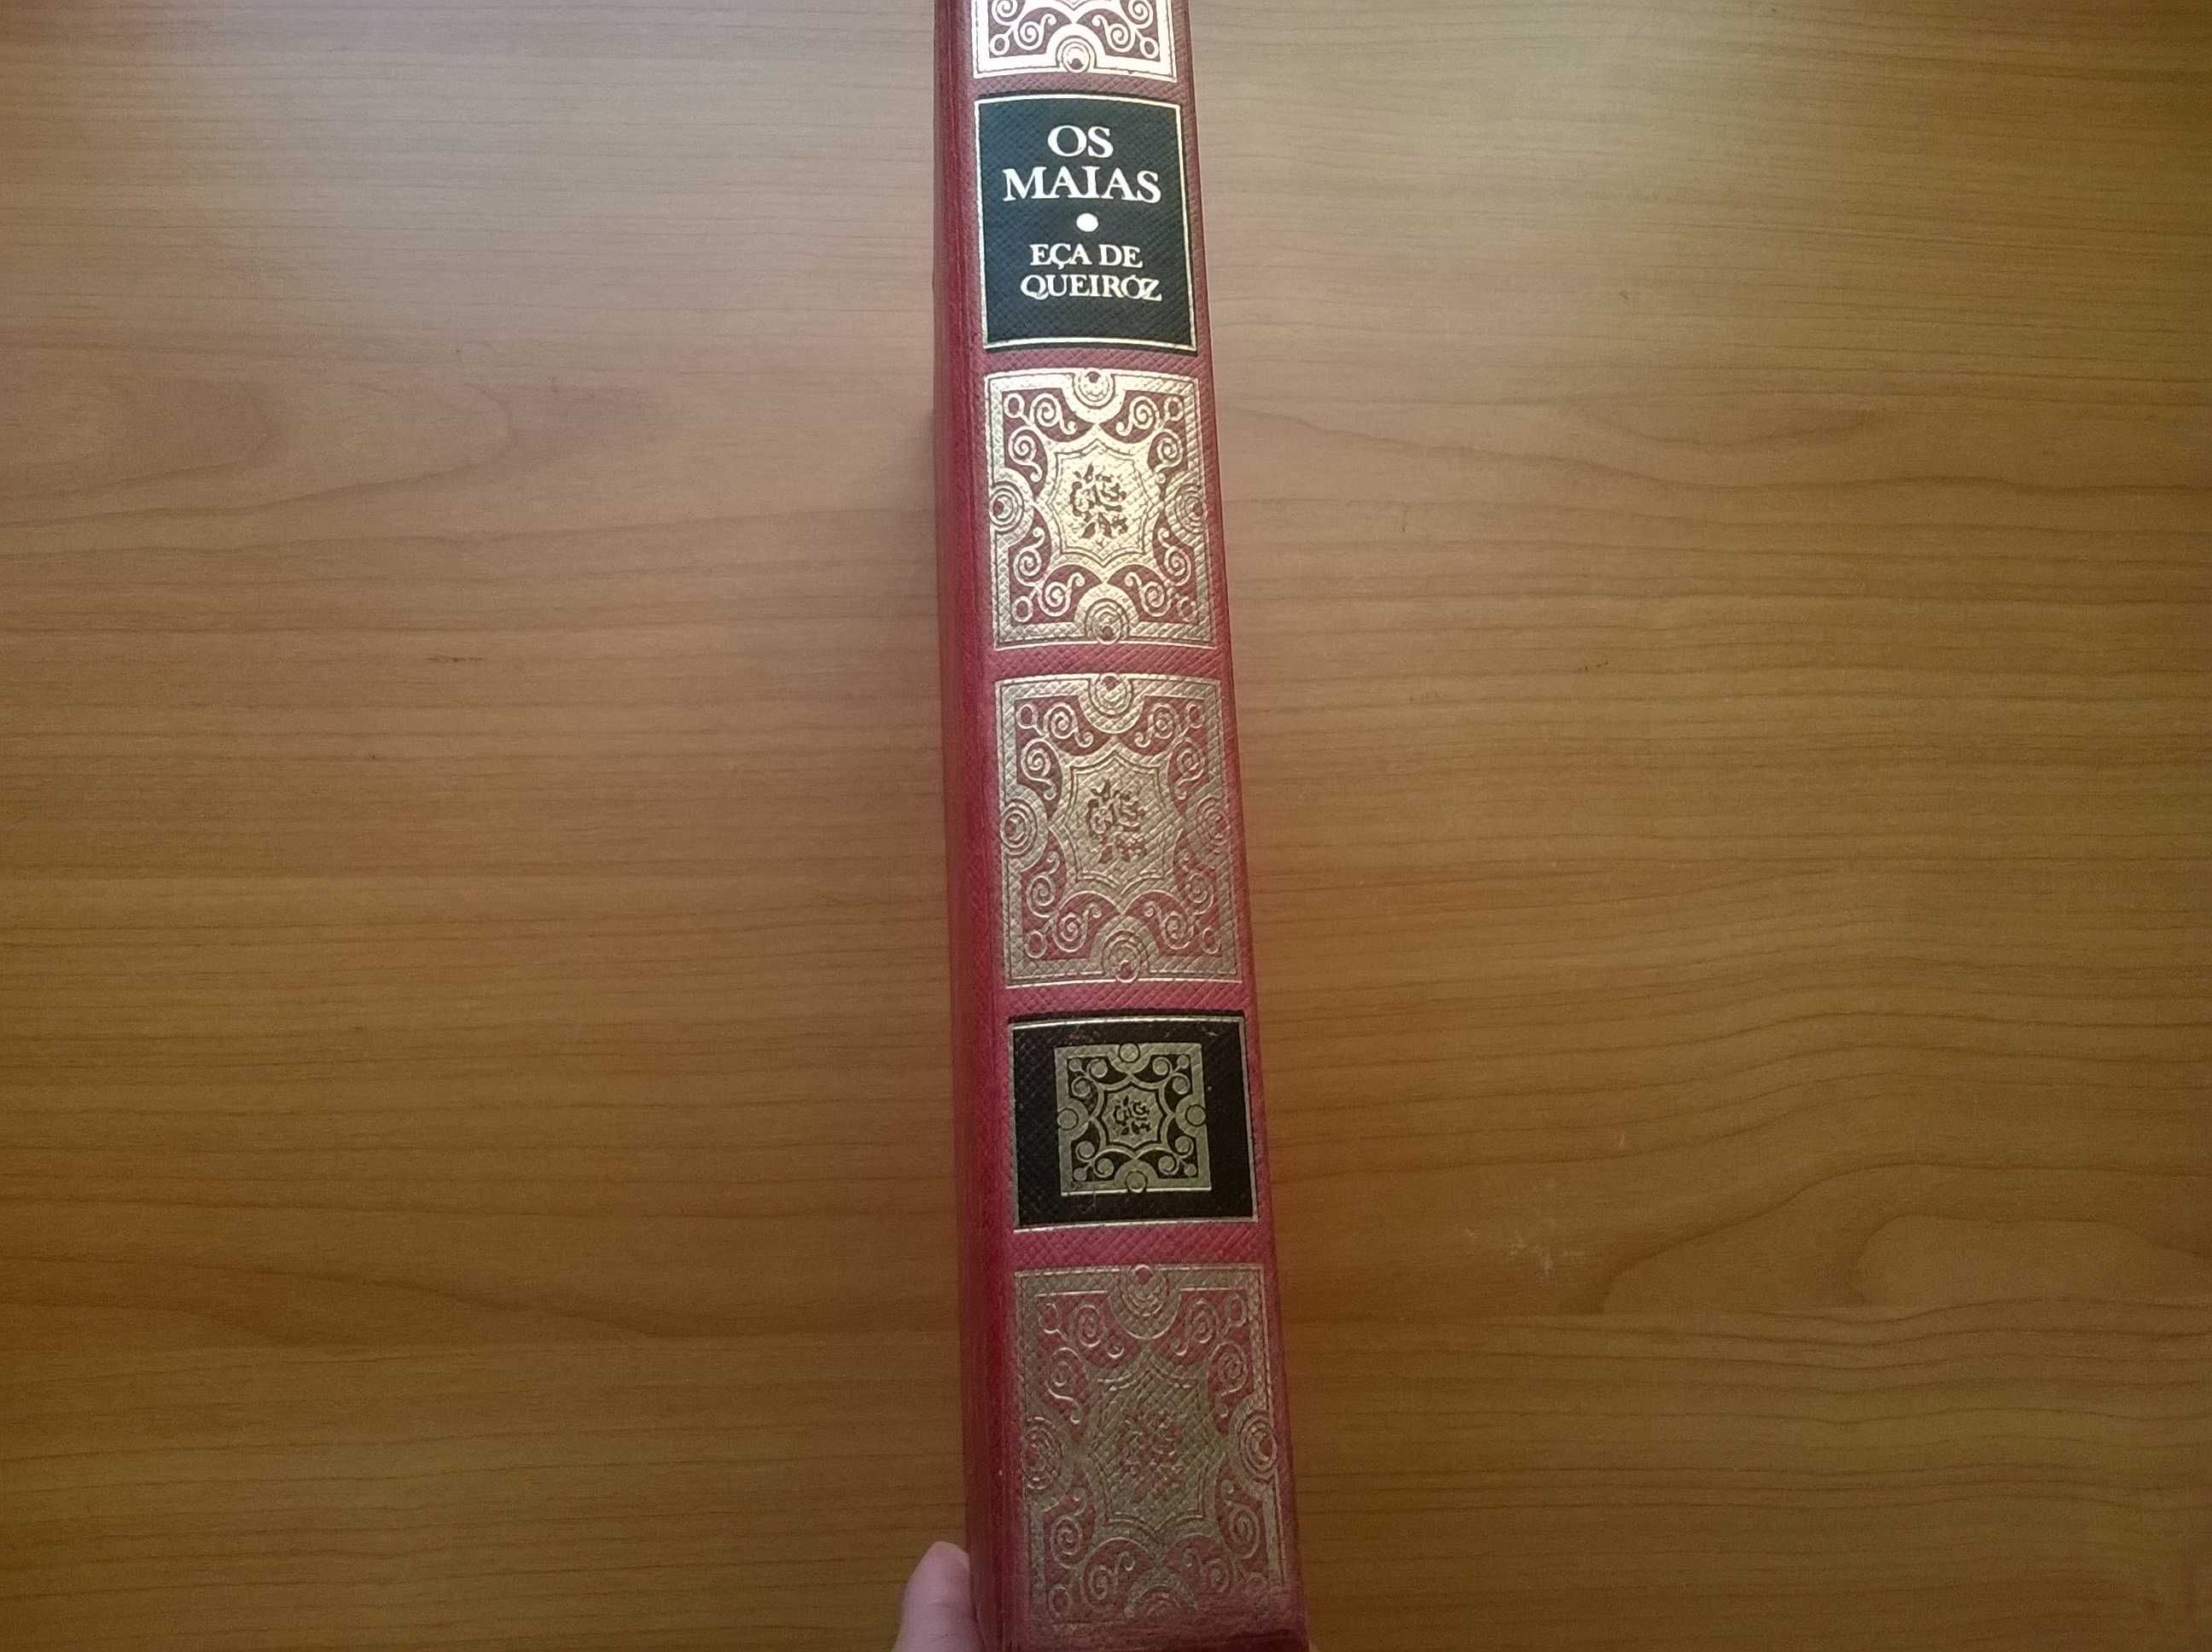 OS
MAIAS
•
EÇA DE
QUEIRÓZ